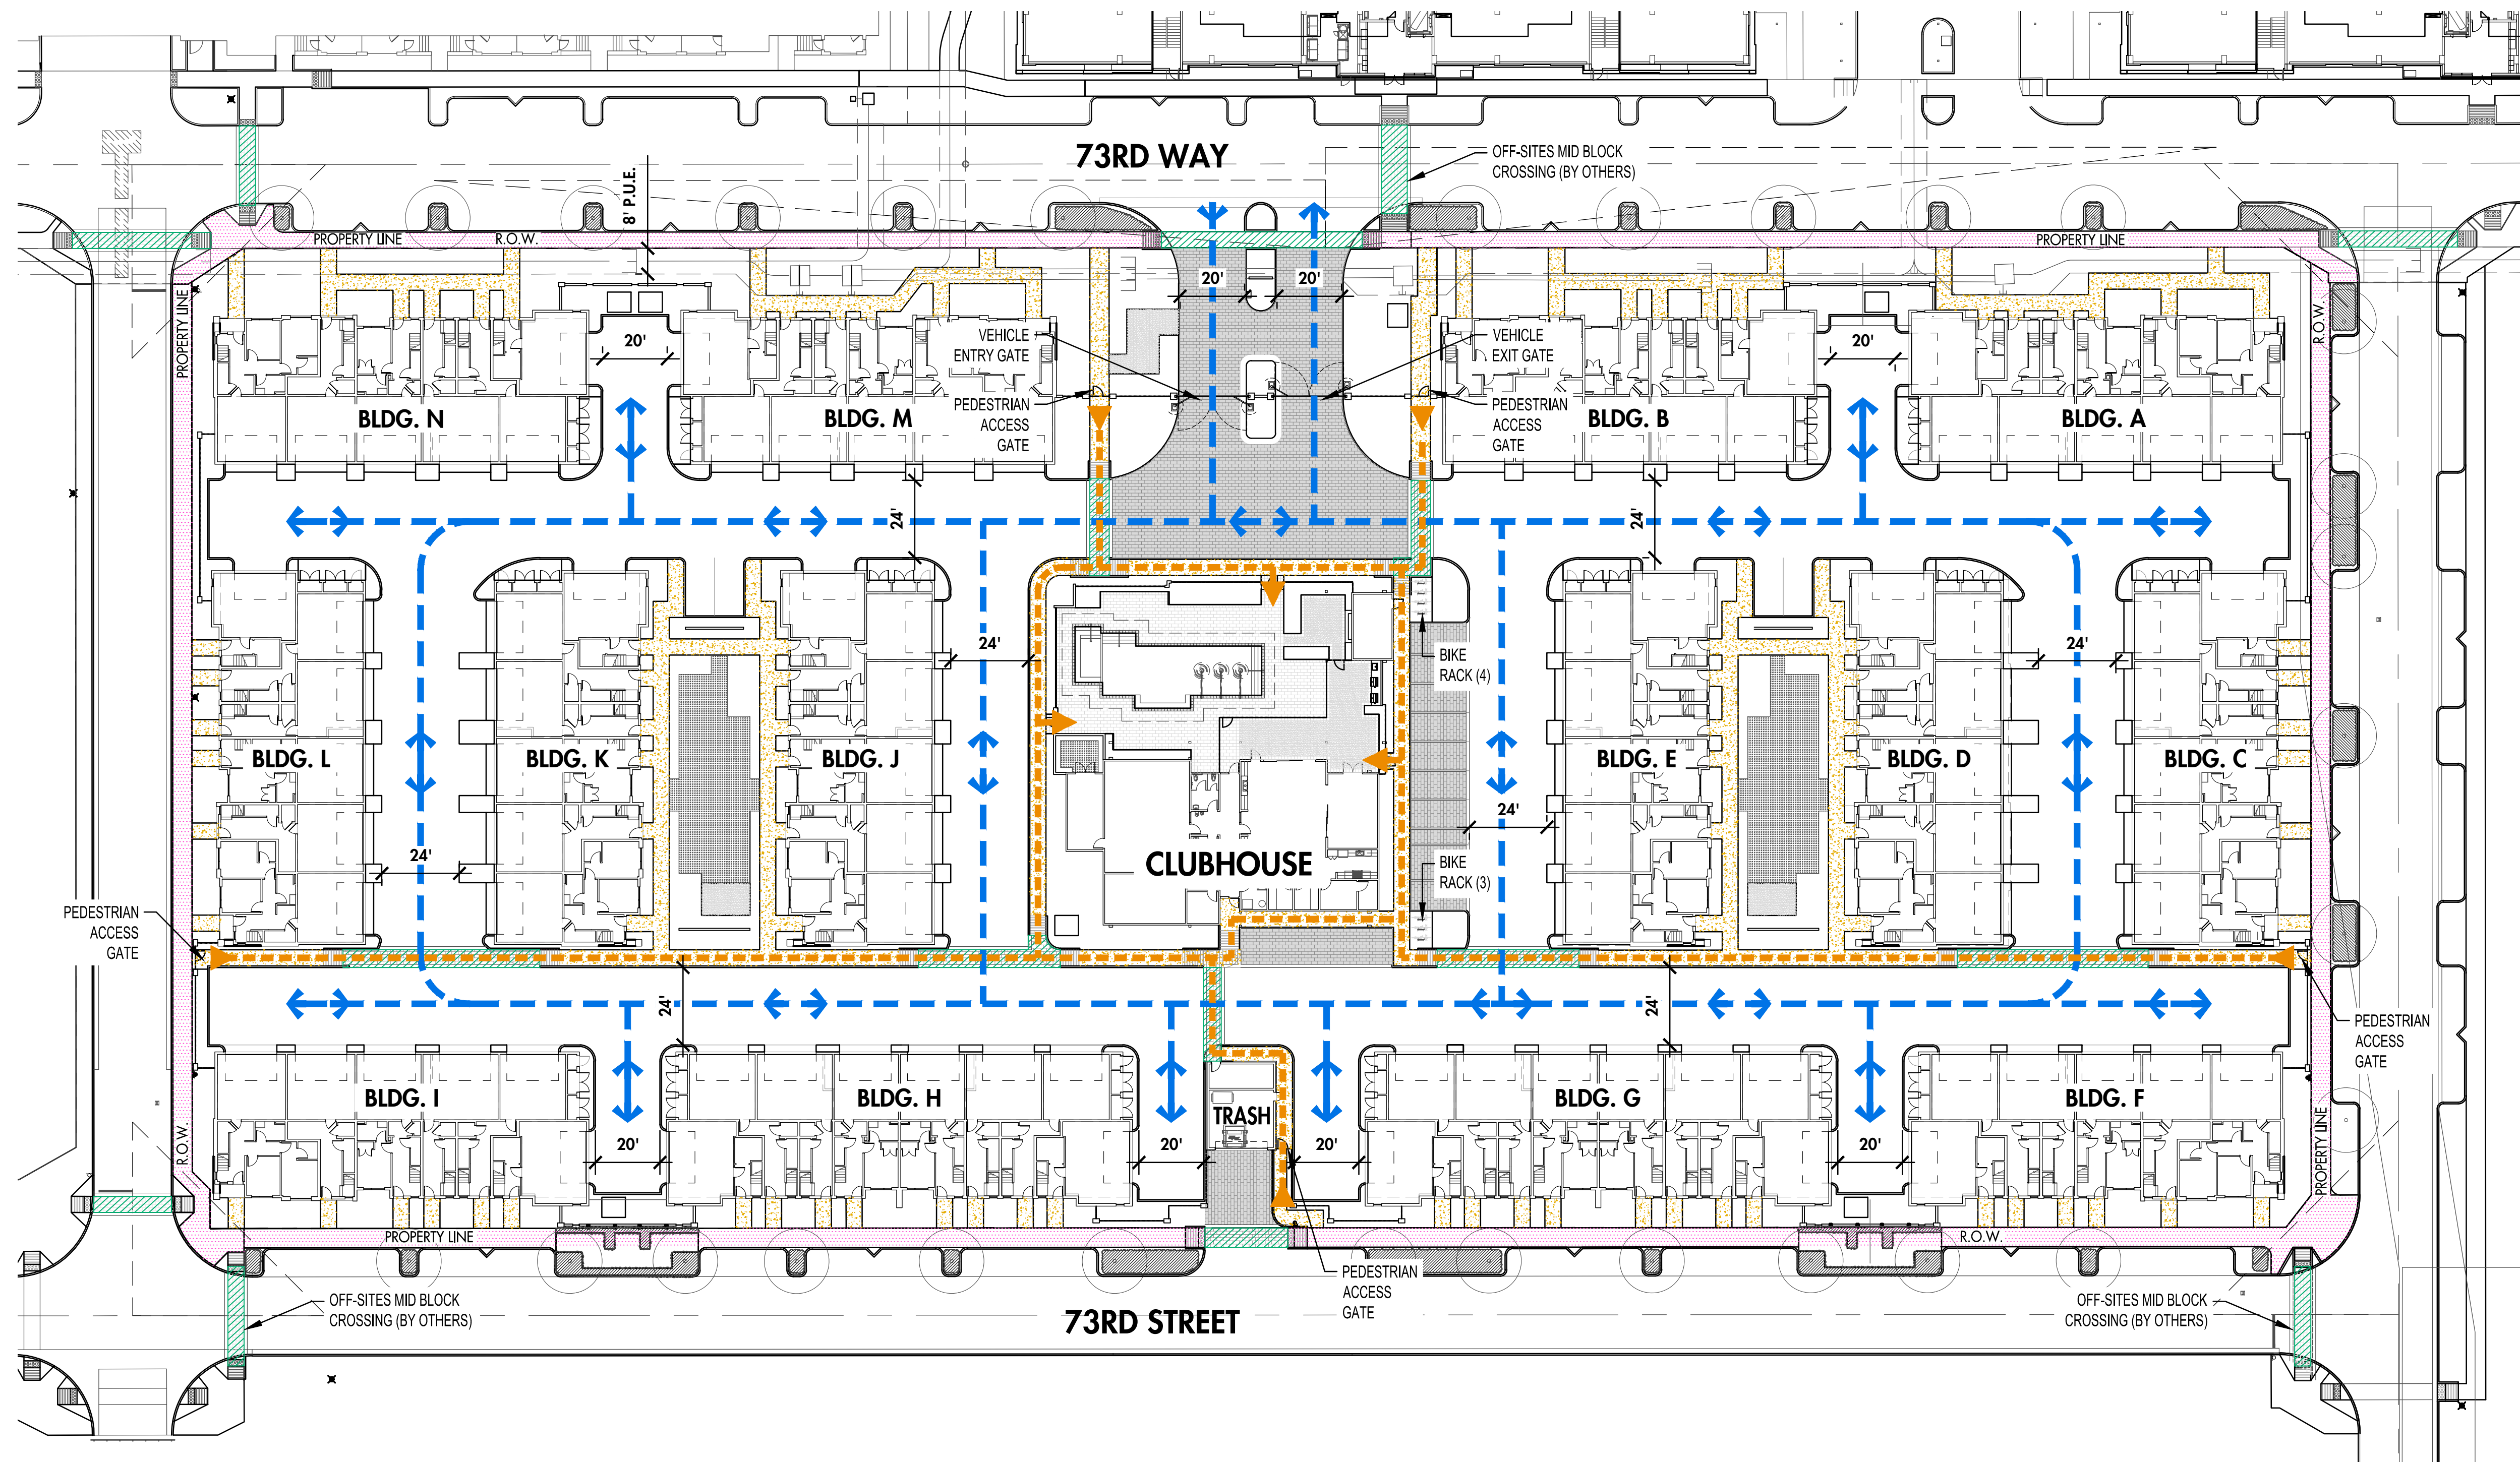 73RD WAY
OFF-SITES MID BLOCK
CROSSING (BY OTHERS)
8' P.U.E.
PROPERTY LINE
R.O.W.
PROPERTY LINE
PROPERTY LINE
R.O.W.
20'
20'
20'
20'
VEHICLE
ENTRY GATE
VEHICLE
EXIT GATE
PEDESTRIAN
ACCESS
GATE
PEDESTRIAN
ACCESS
GATE
BLDG. N
BLDG. M
BLDG. B
BLDG. A
24'
24'
24'
24'
BIKE
RACK (4)
BLDG. L
BLDG. K
BLDG. J
BLDG. E
BLDG. D
BLDG. C
24'
24'
CLUBHOUSE
BIKE
RACK (3)
PEDESTRIAN
ACCESS
GATE
24'
24'
PEDESTRIAN
ACCESS
GATE
BLDG. I
BLDG. H
TRASH
BLDG. G
BLDG. F
20'
20'
20'
20'
R.O.W.
PROPERTY LINE
PROPERTY LINE
R.O.W.
PEDESTRIAN
ACCESS
GATE
OFF-SITES MID BLOCK
CROSSING (BY OTHERS)
73RD STREET
OFF-SITES MID BLOCK
CROSSING (BY OTHERS)